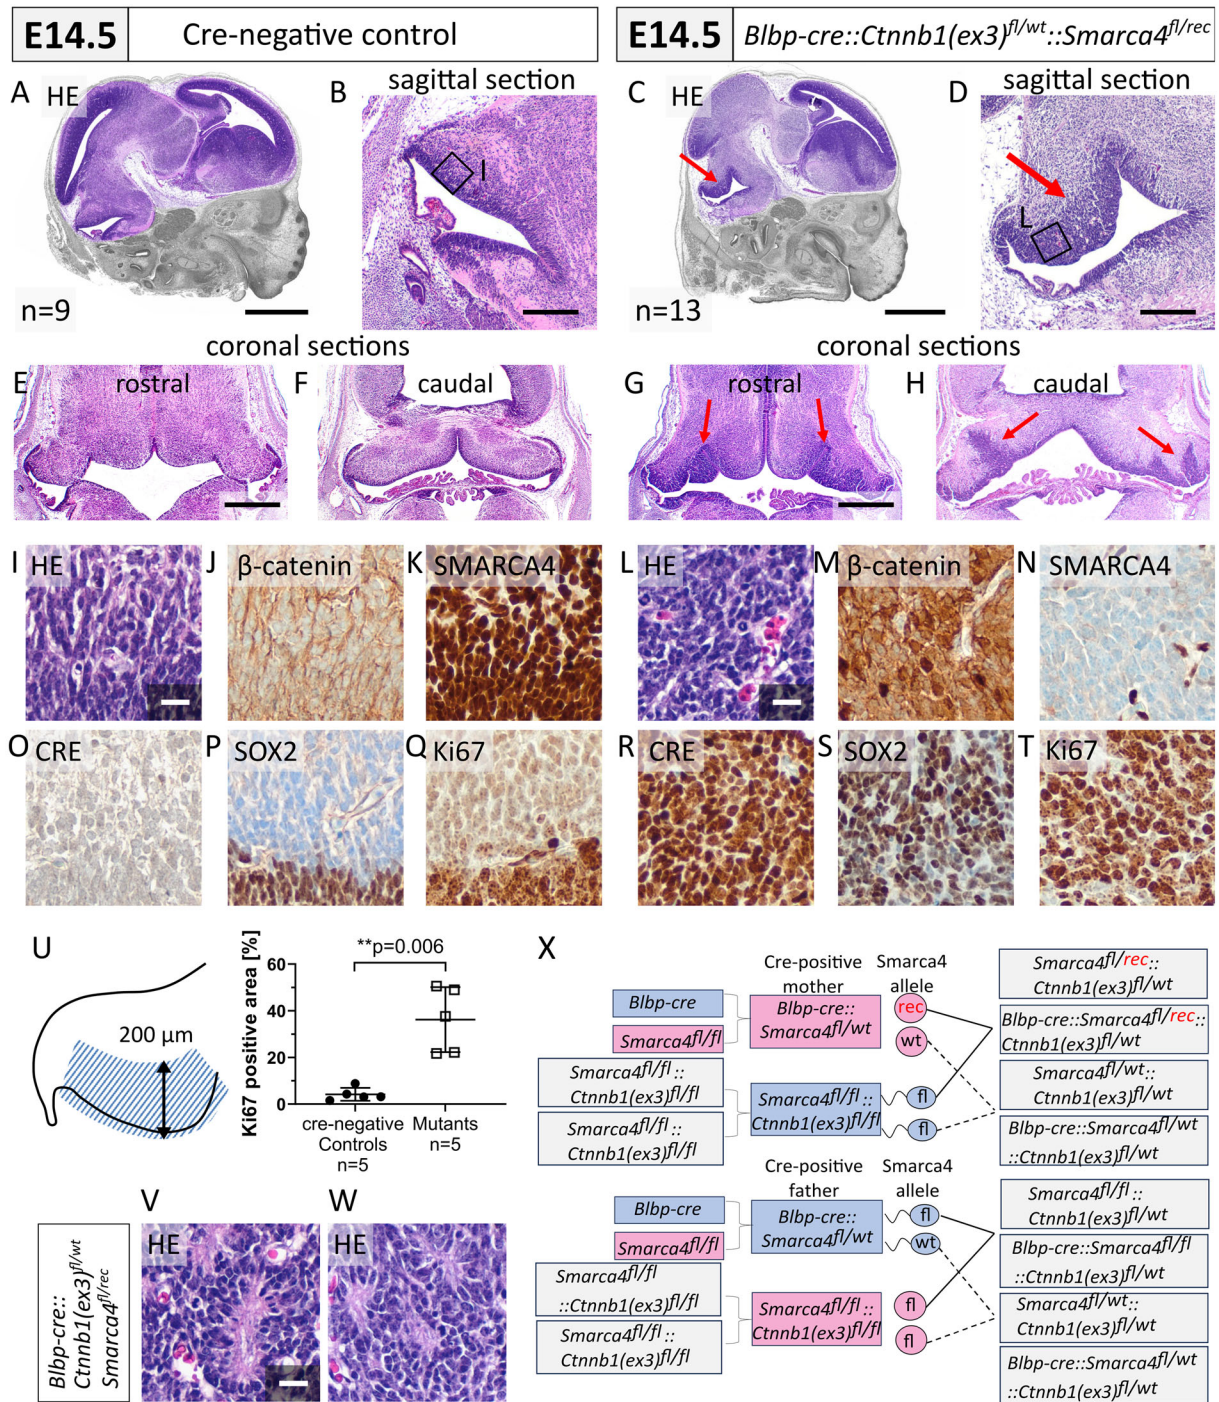 E14.5 Cre-negative control
E14.5 Blbp-cre::Ctnnb1(ex3)fl/wt::Smarca4fl/rec
A HE
B sagittal section
I
n=9
C HE
D sagittal section
L
n=13
coronal sections
E rostral
F caudal
coronal sections
G rostral
H caudal
I HE
J β-catenin
K SMARCA4
L HE
M β-catenin
N SMARCA4
O CRE
P SOX2
Q Ki67
R CRE
S SOX2
T Ki67
U
200 µm
Ki67 positive area [%]
60
40
20
0
**p=0.006
cre-negative
Controls
n=5
Mutants
n=5
V
HE
W
HE
Blbp-cre::
Ctnnb1(ex3)fl/wt
Smarca4fl/rec
X
Cre-positive
mother
Smarca4
allele
Blbp-cre
Smarca4fl/fl
Blbp-cre::
Smarca4fl/wt
rec
wt
Smarca4fl/fl::
Ctnnb1(ex3)fl/fl
Smarca4fl/fl::
Ctnnb1(ex3)fl/fl
Smarca4fl/fl::
Ctnnb1(ex3)fl/fl
fl
fl
Smarca4fl/rec::
Ctnnb1(ex3)fl/wt
Blbp-cre::Smarca4fl/rec::
Ctnnb1(ex3)fl/wt
Smarca4fl/wt::
Ctnnb1(ex3)fl/wt
Blbp-cre::Smarca4fl/wt
::Ctnnb1(ex3)fl/wt
Cre-positive
father
Smarca4
allele
Blbp-cre
Smarca4fl/fl
Blbp-cre::
Smarca4fl/wt
fl
wt
Smarca4fl/fl
::Ctnnb1(ex3)fl/fl
Smarca4fl/fl::
Ctnnb1(ex3)fl/fl
Smarca4fl/fl::
Ctnnb1(ex3)fl/fl
fl
fl
Smarca4fl/fl::
Ctnnb1(ex3)fl/wt
Blbp-cre::Smarca4fl/fl
::Ctnnb1(ex3)fl/wt
Smarca4fl/wt::
Ctnnb1(ex3)fl/wt
Blbp-cre::Smarca4fl/wt
::Ctnnb1(ex3)fl/wt